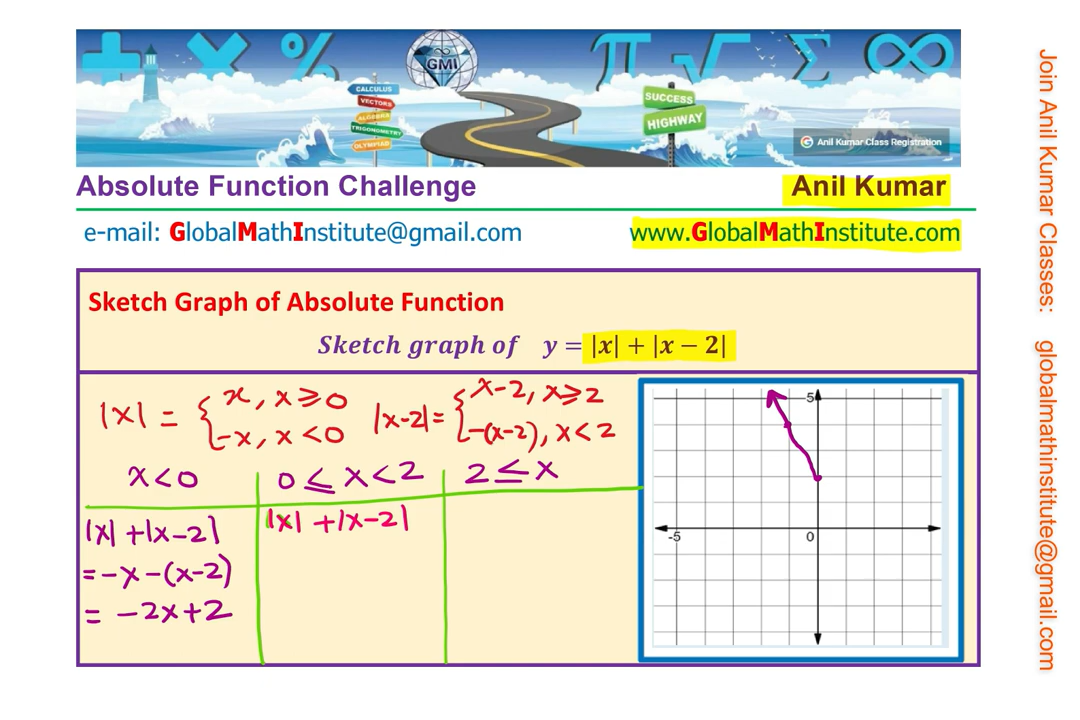 GMI
CALCULUS
VECTORS
ALGEBRA
TRIGONOMETRY
OLYMPIAD
SUCCESS
HIGHWAY
Anil Kumar Class Registration
Absolute Function Challenge Anil Kumar
e-mail: GlobalMathInstitute@gmail.com www.GlobalMathInstitute.com
Sketch Graph of Absolute Function
Sketch graph of y = |x| + |x − 2|
|x| = { x, x ≥ 0 |x-2| = { x-2, x ≥ 2
-x, x < 0 -(x-2), x < 2
x < 0 0 ≤ x < 2 2 ≤ x
|x| + |x-2| |x| + |x-2|
= -x - (x-2)
= -2x + 2
5
-5 0
Join Anil Kumar Classes: globalmathinstitute@gmail.com